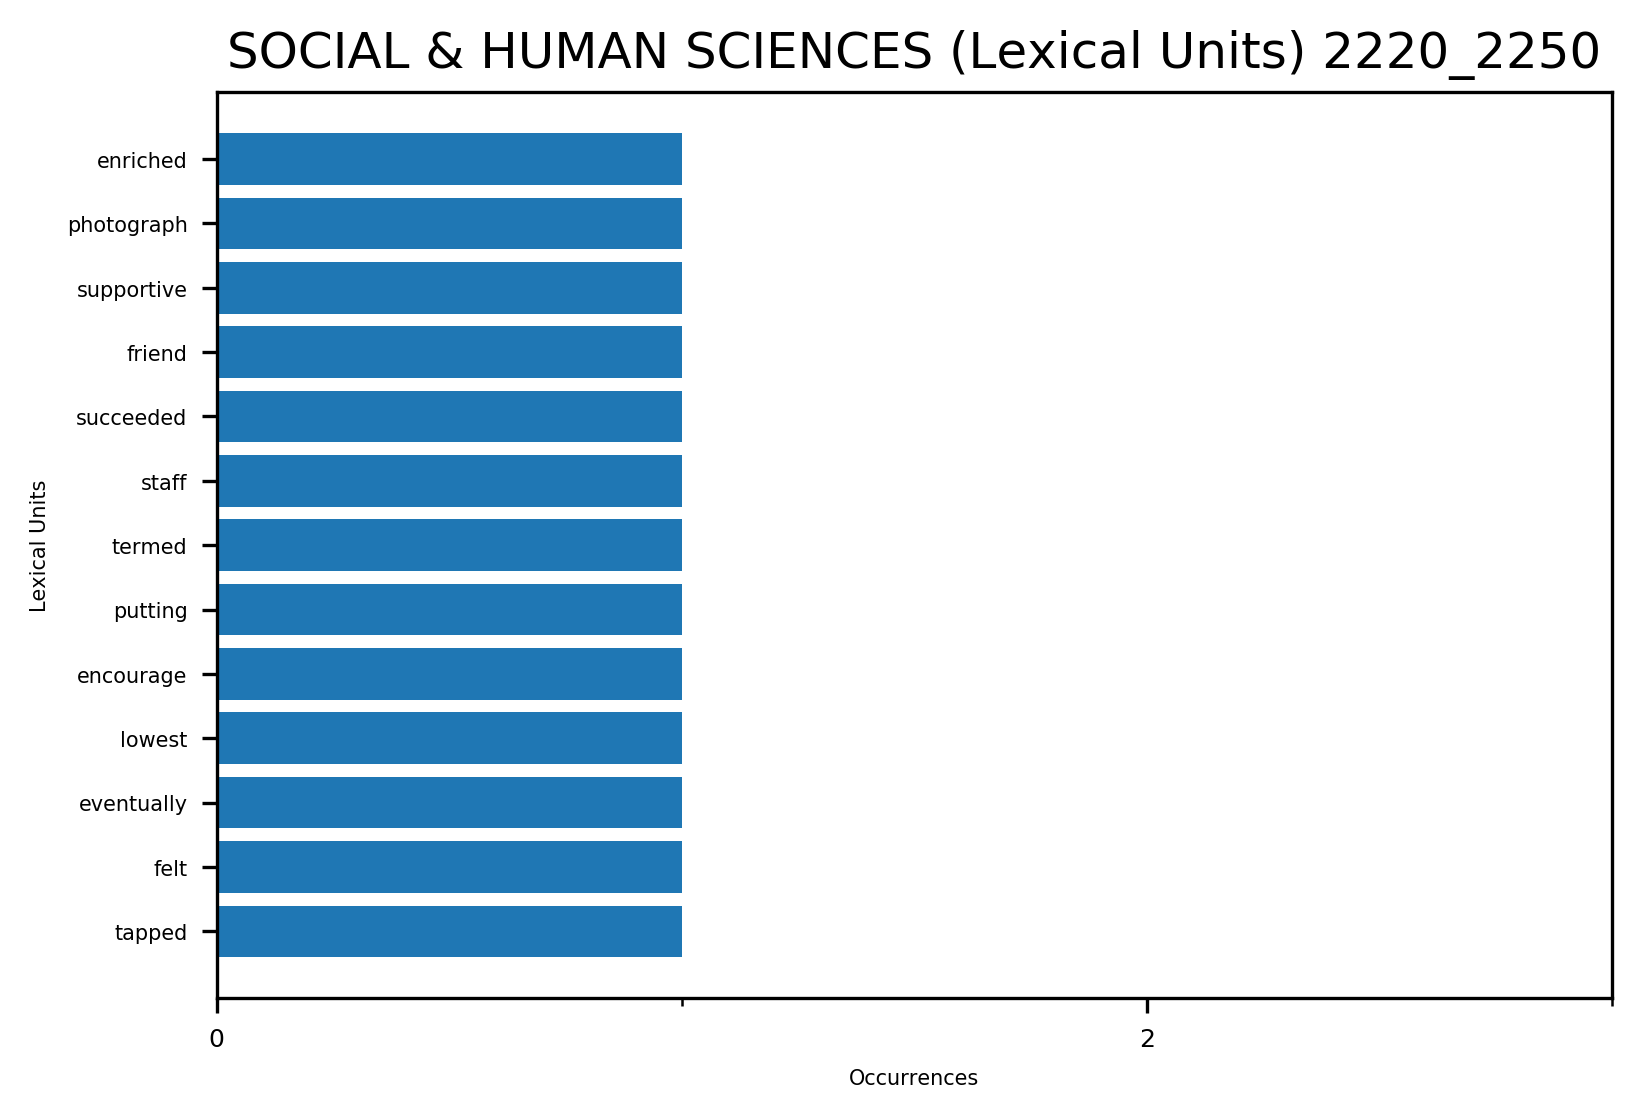 SOCIAL & HUMAN SCIENCES (Lexical Units) 2220_2250
enriched
photograph
supportive
friend
succeeded
staff
termed
putting
encourage
lowest
eventually
felt
tapped
Lexical Units
0
2
Occurrences